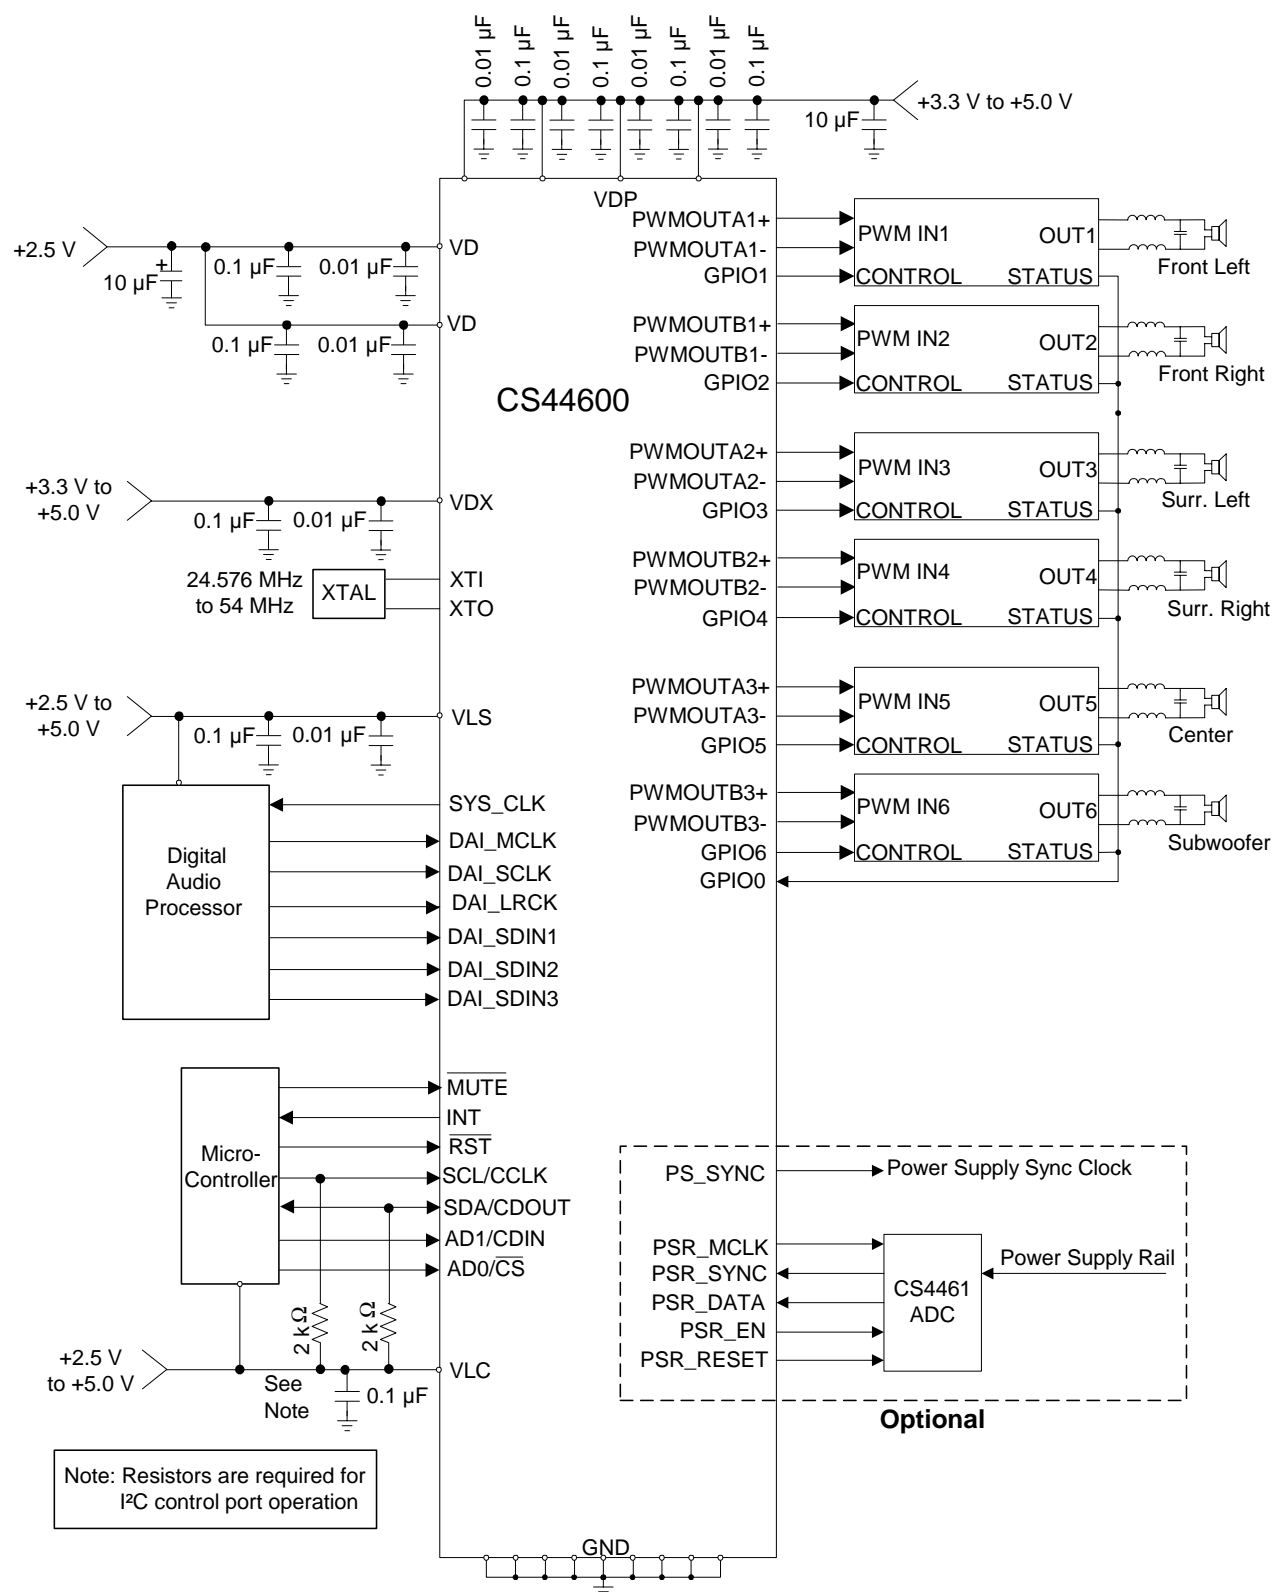 0.01 µF
0.1 µF
0.01 µF
0.1 µF
0.01 µF
0.1 µF
0.01 µF
0.1 µF
10 µF
+3.3 V to +5.0 V
VDP
+2.5 V
10 µF
+
0.1 µF
0.01 µF
VD
0.1 µF
0.01 µF
VD
CS44600
+3.3 V to
+5.0 V
0.1 µF
0.01 µF
VDX
24.576 MHz
to 54 MHz
XTAL
XTI
XTO
+2.5 V to
+5.0 V
0.1 µF
0.01 µF
VLS
Digital
Audio
Processor
SYS_CLK
DAI_MCLK
DAI_SCLK
DAI_LRCK
DAI_SDIN1
DAI_SDIN2
DAI_SDIN3
Micro-
Controller
MUTE
INT
RST
SCL/CCLK
SDA/CDOUT
AD1/CDIN
AD0/CS
2 kΩ
2 kΩ
+2.5 V
to +5.0 V
See
Note
0.1 µF
VLC
Note: Resistors are required for
I²C control port operation
GND
PWMOUTA1+
PWMOUTA1-
GPIO1
PWM IN1
CONTROL
OUT1
STATUS
Front Left
PWMOUTB1+
PWMOUTB1-
GPIO2
PWM IN2
CONTROL
OUT2
STATUS
Front Right
PWMOUTA2+
PWMOUTA2-
GPIO3
PWM IN3
CONTROL
OUT3
STATUS
Surr. Left
PWMOUTB2+
PWMOUTB2-
GPIO4
PWM IN4
CONTROL
OUT4
STATUS
Surr. Right
PWMOUTA3+
PWMOUTA3-
GPIO5
PWM IN5
CONTROL
OUT5
STATUS
Center
PWMOUTB3+
PWMOUTB3-
GPIO6
PWM IN6
CONTROL
OUT6
STATUS
Subwoofer
GPIO0
PS_SYNC
Power Supply Sync Clock
PSR_MCLK
PSR_SYNC
PSR_DATA
PSR_EN
PSR_RESET
CS4461
ADC
Power Supply Rail
Optional